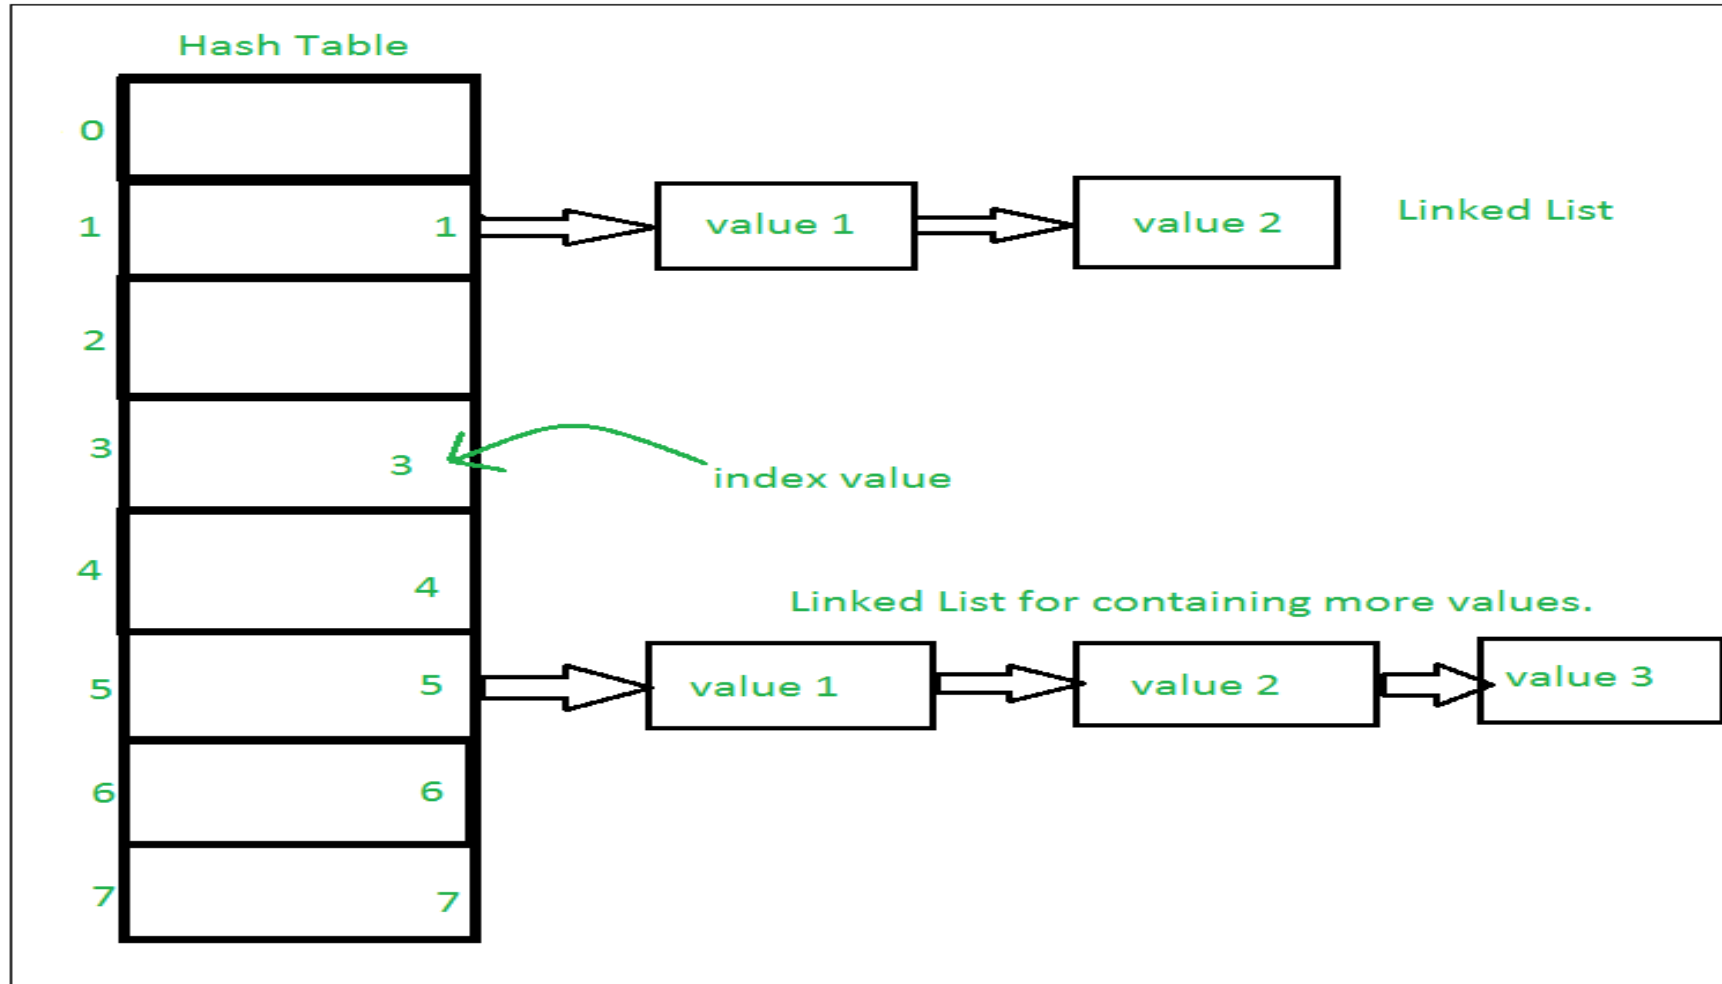 Hash Table
0
1 1 value 1 value 2 Linked List
2
3 3 index value
4 4
Linked List for containing more values.
5 5 value 1 value 2 value 3
6 6
7 7